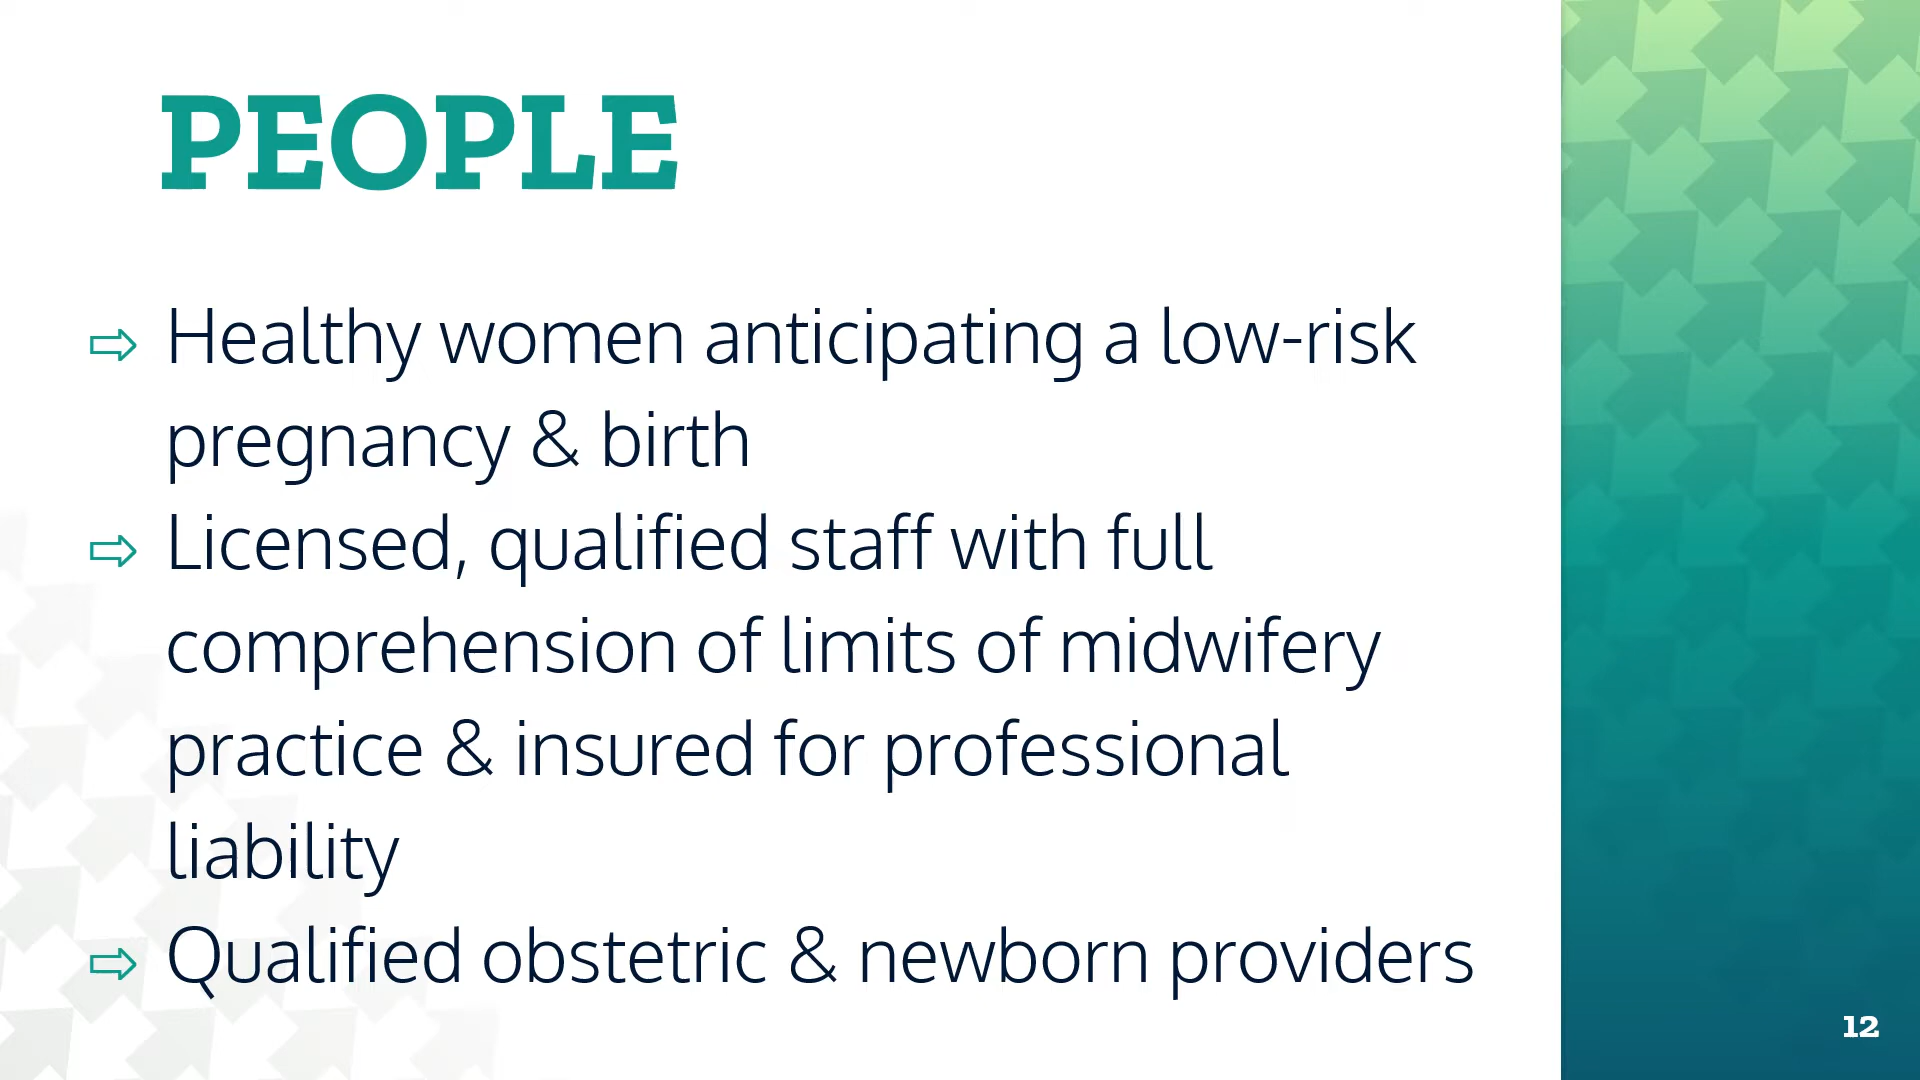 PEOPLE
⇨ Healthy women anticipating a low-risk
pregnancy & birth
⇨ Licensed, qualified staff with full
comprehension of limits of midwifery
practice & insured for professional
liability
⇨ Qualified obstetric & newborn providers
12